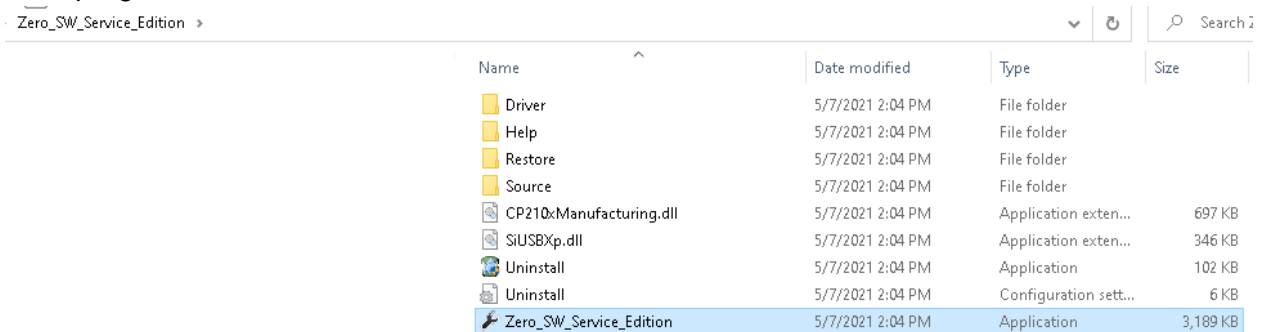 Zero_SW_Service_Edition >
Search
Name Date modified Type Size
Driver 5/7/2021 2:04 PM File folder
Help 5/7/2021 2:04 PM File folder
Restore 5/7/2021 2:04 PM File folder
Source 5/7/2021 2:04 PM File folder
CP210xManufacturing.dll 5/7/2021 2:04 PM Application exten... 697 KB
SiUSBXp.dll 5/7/2021 2:04 PM Application exten... 346 KB
Uninstall 5/7/2021 2:04 PM Application 102 KB
Uninstall 5/7/2021 2:04 PM Configuration sett... 6 KB
Zero_SW_Service_Edition 5/7/2021 2:04 PM Application 3,189 KB